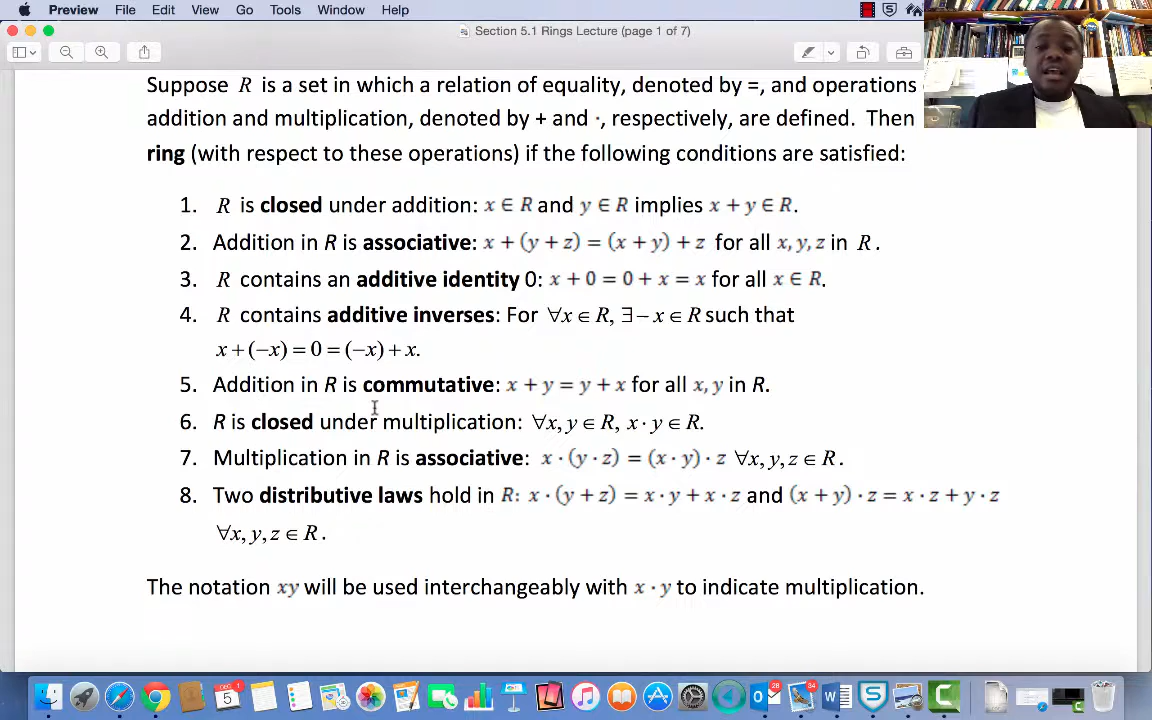 Preview File Edit View Go Tools Window Help
Section 5.1 Rings Lecture (page 1 of 7)
Suppose R is a set in which a relation of equality, denoted by =, and operations
addition and multiplication, denoted by + and ·, respectively, are defined. Then
ring (with respect to these operations) if the following conditions are satisfied:
1. R is closed under addition: x ∈ R and y ∈ R implies x + y ∈ R.
2. Addition in R is associative: x + (y + z) = (x + y) + z for all x, y, z in R.
3. R contains an additive identity 0: x + 0 = 0 + x = x for all x ∈ R.
4. R contains additive inverses: For ∀x ∈ R, ∃ − x ∈ R such that
x + (−x) = 0 = (−x) + x.
5. Addition in R is commutative: x + y = y + x for all x, y in R.
6. R is closed under multiplication: ∀x, y ∈ R, x · y ∈ R.
7. Multiplication in R is associative: x · (y · z) = (x · y) · z ∀x, y, z ∈ R.
8. Two distributive laws hold in R: x · (y + z) = x · y + x · z and (x + y) · z = x · z + y · z
∀x, y, z ∈ R.
The notation xy will be used interchangeably with x · y to indicate multiplication.